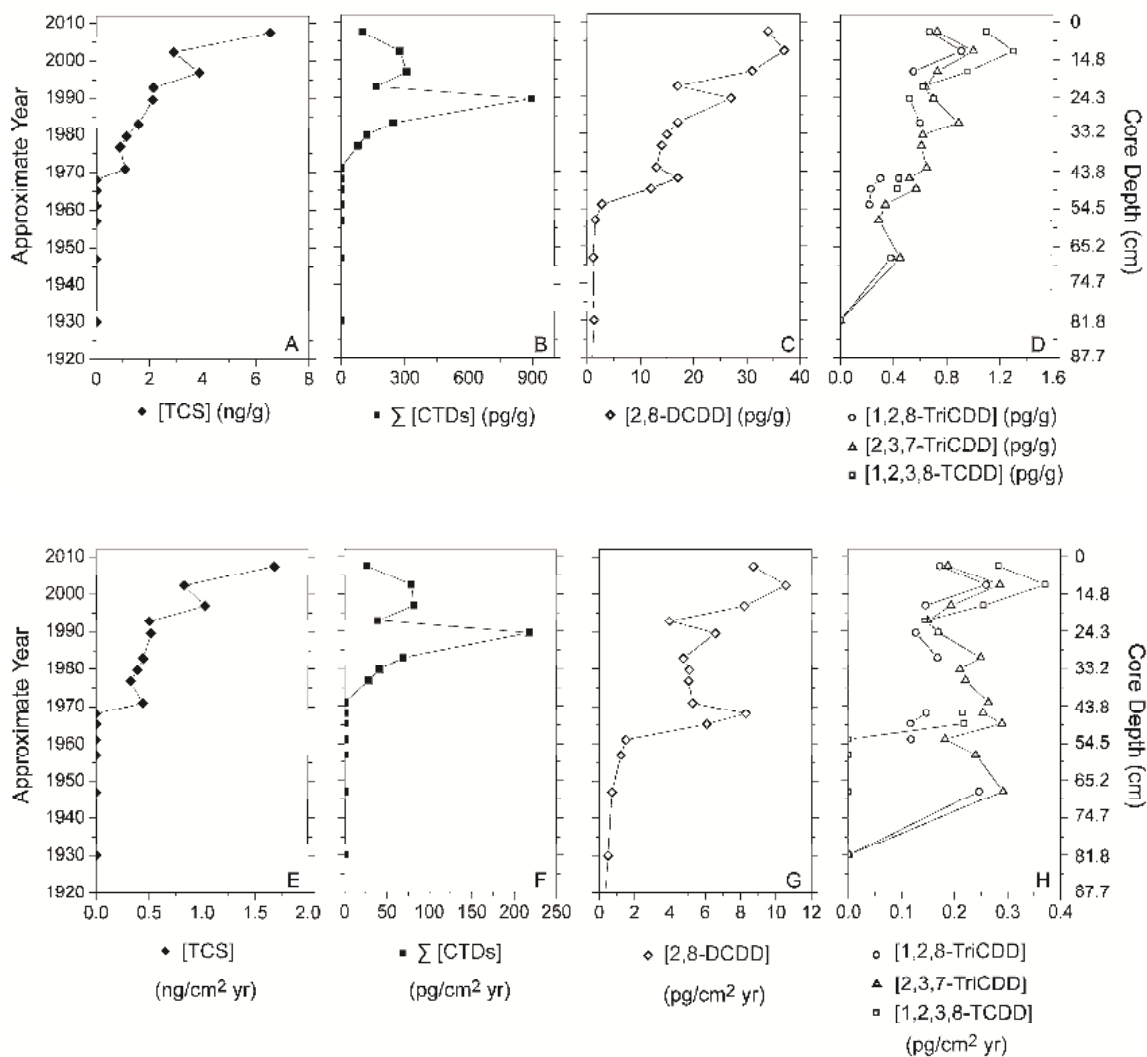 Approximate Year
2010
2000
1990
1980
1970
1960
1950
1940
1930
1920
0 2 4 6 8
A
◆ [TCS] (ng/g)
0 300 600 900
B
■ ∑ [CTDs] (pg/g)
0 10 20 30 40
C
◇ [2,8-DCDD] (pg/g)
0.0 0.4 0.8 1.2 1.6
D
○ [1,2,8-TriCDD] (pg/g)
△ [2,3,7-TriCDD] (pg/g)
□ [1,2,3,8-TCDD] (pg/g)
0
14.8
24.3
33.2
43.8
54.5
65.2
74.7
81.8
87.7
Core Depth (cm)
Approximate Year
2010
2000
1990
1980
1970
1960
1950
1940
1930
1920
0.0 0.5 1.0 1.5 2.0
E
◆ [TCS]
(ng/cm² yr)
0 50 100 150 200 250
F
■ ∑ [CTDs]
(pg/cm² yr)
0 2 4 6 8 10 12
G
◇ [2,8-DCDD]
(pg/cm² yr)
0.0 0.1 0.2 0.3 0.4
H
○ [1,2,8-TriCDD]
△ [2,3,7-TriCDD]
□ [1,2,3,8-TCDD]
(pg/cm² yr)
0
14.8
24.3
33.2
43.8
54.5
65.2
74.7
81.8
87.7
Core Depth (cm)